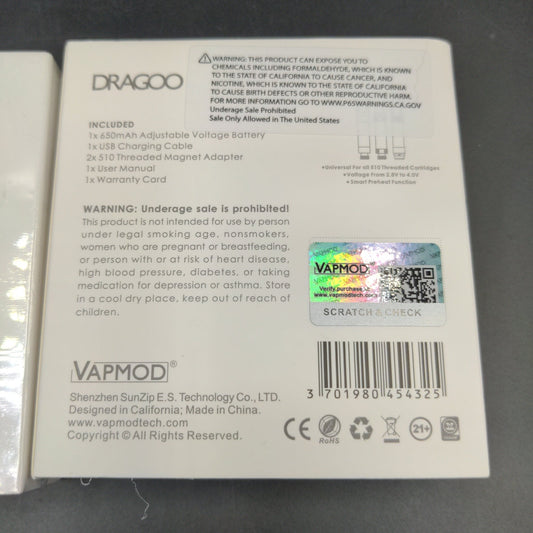 DRAGOO
WARNING: THIS PRODUCT CAN EXPOSE YOU TO
CHEMICALS INCLUDING FORMALDEHYDE, WHICH IS KNOWN
TO THE STATE OF CALIFORNIA TO CAUSE CANCER, AND
NICOTINE, WHICH IS KNOWN TO THE STATE OF CALIFORNIA
TO CAUSE BIRTH DEFECTS OR OTHER REPRODUCTIVE HARM.
FOR MORE INFORMATION GO TO WWW.P65WARNINGS.CA.GOV
Underage Sale Prohibited
Sale Only Allowed in The United States
INCLUDED
1x 650mAh Adjustable Voltage Battery
1x USB Charging Cable
2x 510 Threaded Magnet Adapter
1x User Manual
1x Warranty Card
•Universal For all 510 Threaded Cartridges
•Voltage From 2.8V to 4.0V
•Smart Preheat Function
WARNING: Underage sale is prohibited!
This product is not intended for use by person
under legal smoking age, nonsmokers,
women who are pregnant or breastfeeding,
or person with or at risk of heart disease,
high blood pressure, diabetes, or taking
medication for depression or asthma. Store
in a cool dry place, keep out of reach of
children.
VAPMOD
Verify purchase at
www.vapmodtech.com
SCRATCH & CHECK
VAPMOD®
Shenzhen SunZip E.S. Technology Co., LTD.
Designed in California; Made in China.
www.vapmodtech.com
Copyright © All Rights Reserved.
3 701980 454325
CE RoHS 21+